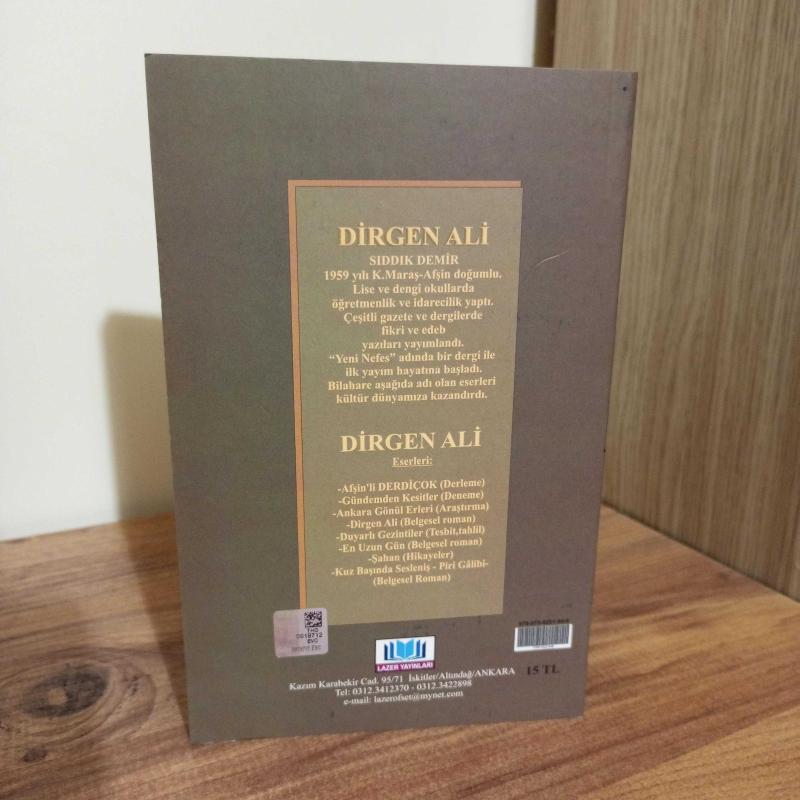 DİRGEN ALİ
SIDDIK DEMİR
1959 yılı K.Maraş-Afşin doğumlu.
Lise ve dengi okullarda
öğretmenlik ve idarecilik yaptı.
Çeşitli gazete ve dergilerde
fikri ve edeb
yazıları yayımlandı.
“Yeni Nefes” adında bir dergi ile
ilk yayım hayatına başladı.
Bilahare aşağıda adı olan eserleri
kültür dünyamıza kazandırdı.
DİRGEN ALİ
Eserleri:
-Afşin'li DERDİÇOK (Derleme)
-Gündemden Kesitler (Deneme)
-Ankara Gönül Erleri (Araştırma)
-Dirgen Ali (Belgesel roman)
-Duyarlı Gezintiler (Tesbit,tahlil)
-En Uzun Gün (Belgesel roman)
-Şahan (Hikayeler)
-Kuz Başında Sesleniş - Piri Gâlibi-
(Belgesel Roman)
THG
0019712
EVC
LAZER YAYINLARI
15 TL
Kazım Karabekir Cad. 95/71 İskitler/Altındağ/ANKARA
Tel: 0312.3412370 - 0312.3422898
e-mail: lazerofset@mynet.com